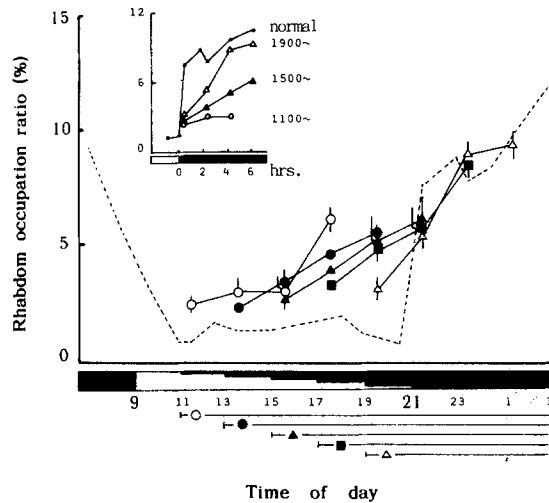 Rhabdom occupation ratio (%)
15
10
5
0
12
6
0
normal
1900~
1500~
1100~
0 2 4 6 hrs.
9 11 13 15 17 19 21 23 1 3
Time of day